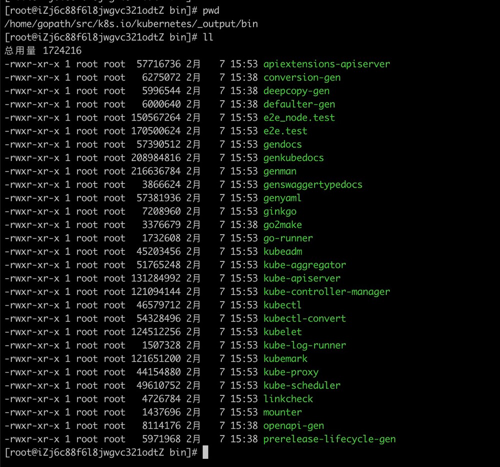 [root@iZj6c88f6l8jwgvc321odtZ bin]# pwd
/home/gopath/src/k8s.io/kubernetes/_output/bin
[root@iZj6c88f6l8jwgvc321odtZ bin]# ll
总用量 1724216
-rwxr-xr-x 1 root root  57716736 2月   7 15:53 apiextensions-apiserver
-rwxr-xr-x 1 root root   6275072 2月   7 15:38 conversion-gen
-rwxr-xr-x 1 root root   5996544 2月   7 15:38 deepcopy-gen
-rwxr-xr-x 1 root root   6000640 2月   7 15:38 defaulter-gen
-rwxr-xr-x 1 root root 150567264 2月   7 15:53 e2e_node.test
-rwxr-xr-x 1 root root 170500624 2月   7 15:53 e2e.test
-rwxr-xr-x 1 root root  57390512 2月   7 15:53 gendocs
-rwxr-xr-x 1 root root 208984816 2月   7 15:53 genkubedocs
-rwxr-xr-x 1 root root 216636784 2月   7 15:53 genman
-rwxr-xr-x 1 root root   3866624 2月   7 15:53 genswaggertypedocs
-rwxr-xr-x 1 root root  57381936 2月   7 15:53 genyaml
-rwxr-xr-x 1 root root   7208960 2月   7 15:53 ginkgo
-rwxr-xr-x 1 root root   3376679 2月   7 15:38 go2make
-rwxr-xr-x 1 root root   1732608 2月   7 15:53 go-runner
-rwxr-xr-x 1 root root  45203456 2月   7 15:53 kubeadm
-rwxr-xr-x 1 root root  51765248 2月   7 15:53 kube-aggregator
-rwxr-xr-x 1 root root 131284992 2月   7 15:53 kube-apiserver
-rwxr-xr-x 1 root root 121094144 2月   7 15:53 kube-controller-manager
-rwxr-xr-x 1 root root  46579712 2月   7 15:53 kubectl
-rwxr-xr-x 1 root root  54328496 2月   7 15:53 kubectl-convert
-rwxr-xr-x 1 root root 124512256 2月   7 15:53 kubelet
-rwxr-xr-x 1 root root   1507328 2月   7 15:53 kube-log-runner
-rwxr-xr-x 1 root root 121651200 2月   7 15:53 kubemark
-rwxr-xr-x 1 root root  44154880 2月   7 15:53 kube-proxy
-rwxr-xr-x 1 root root  49610752 2月   7 15:53 kube-scheduler
-rwxr-xr-x 1 root root   4726784 2月   7 15:53 linkcheck
-rwxr-xr-x 1 root root   1437696 2月   7 15:53 mounter
-rwxr-xr-x 1 root root   8114176 2月   7 15:38 openapi-gen
-rwxr-xr-x 1 root root   5971968 2月   7 15:38 prerelease-lifecycle-gen
[root@iZj6c88f6l8jwgvc321odtZ bin]#